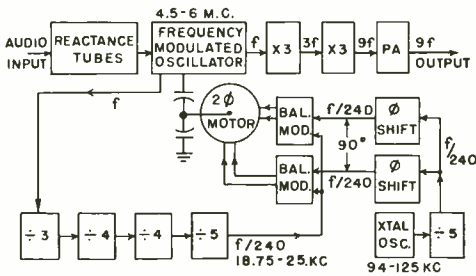 4.5-6 M.C.
AUDIO INPUT
REACTANCE TUBES
FREQUENCY MODULATED OSCILLATOR
f
X3
3f
X3
9f
PA
9f
OUTPUT
f
2Ø MOTOR
BAL. MOD.
f/24D
Ø SHIFT
90°
f/240
BAL. MOD.
f/240
Ø SHIFT
÷3
÷4
÷4
÷5
f/240
18.75-25.KC
XTAL OSC.
÷5
94-125 KC